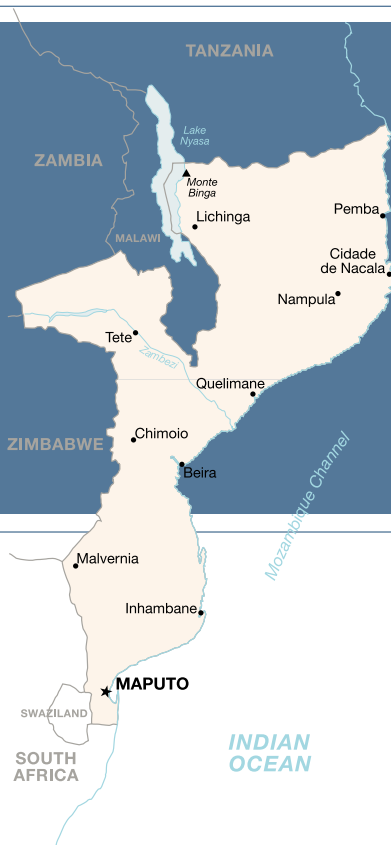 TANZANIA
Lake
Nyasa
ZAMBIA
Monte
Binga
Pemba
Lichinga
MALAWI
Cidade
de Nacala
Nampula
Tete
Zambezi
Quelimane
Chimoio
ZIMBABWE
Beira
Mozambique Channel
Malvernia
Inhambane
MAPUTO
SWAZILAND
INDIAN
OCEAN
SOUTH
AFRICA